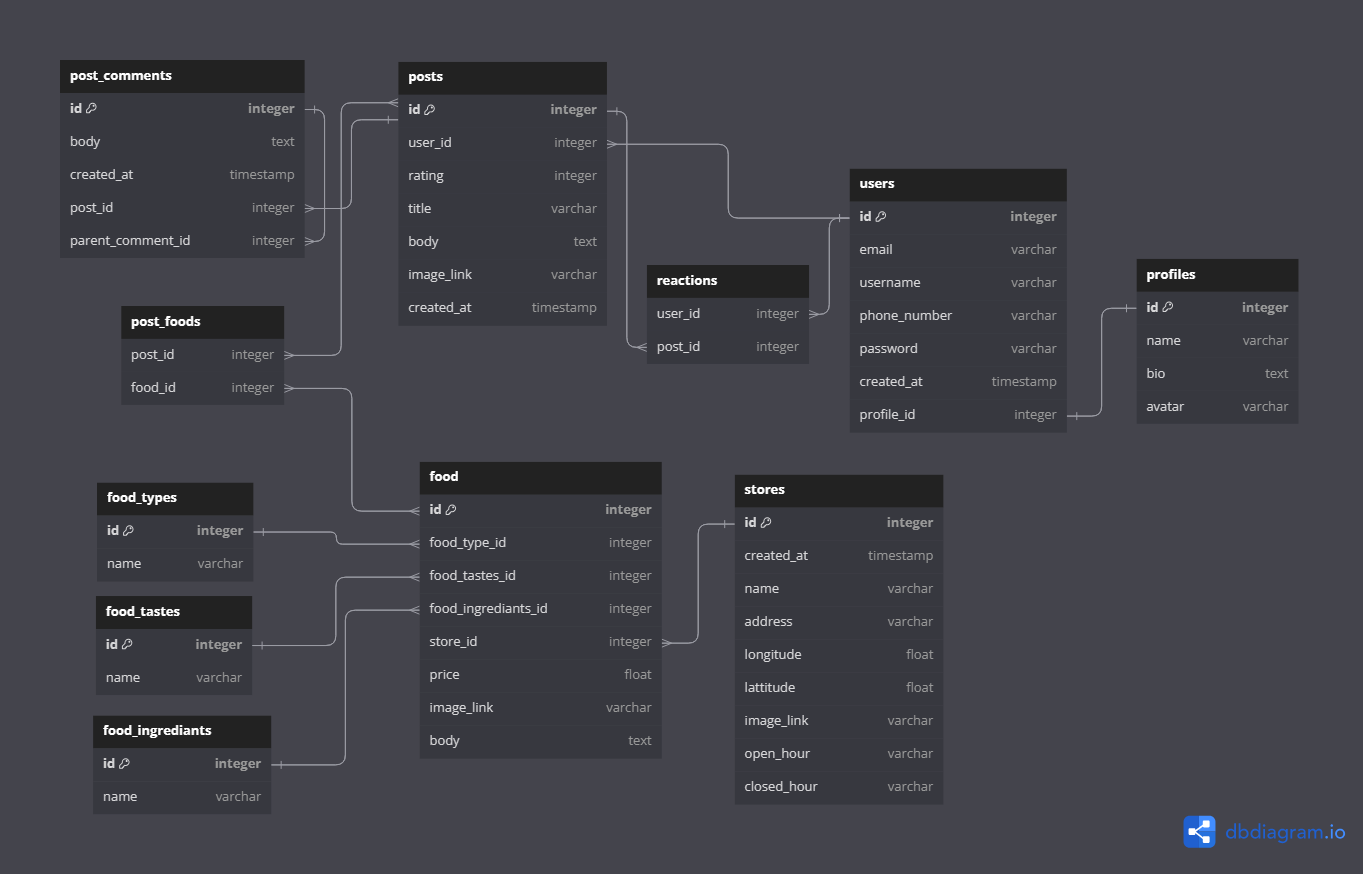 post_comments
id integer
body text
created_at timestamp
post_id integer
parent_comment_id integer
posts
id integer
user_id integer
rating integer
title varchar
body text
image_link varchar
created_at timestamp
users
id integer
email varchar
username varchar
phone_number varchar
password varchar
created_at timestamp
profile_id integer
profiles
id integer
name varchar
bio text
avatar varchar
reactions
user_id integer
post_id integer
post_foods
post_id integer
food_id integer
food_types
id integer
name varchar
food_tastes
id integer
name varchar
food_ingrediants
id integer
name varchar
food
id integer
food_type_id integer
food_tastes_id integer
food_ingrediants_id integer
store_id integer
price float
image_link varchar
body text
stores
id integer
created_at timestamp
name varchar
address varchar
longitude float
lattitude float
image_link varchar
open_hour varchar
closed_hour varchar
dbdiagram.io